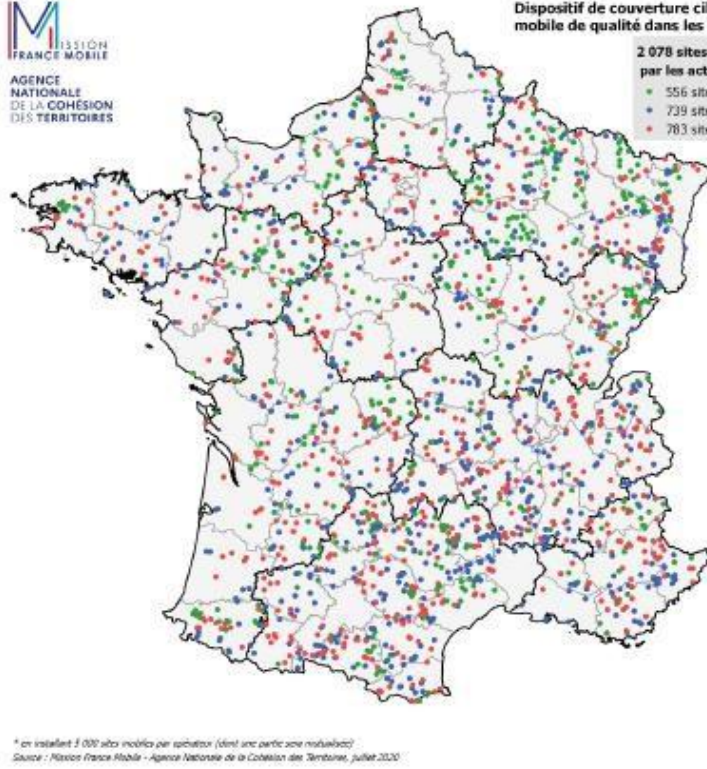 MISSION
FRANCE MOBILE
AGENCE
NATIONALE
DE LA COHÉSION
DES TERRITOIRES
Dispositif de couverture ci
mobile de qualité dans les
2 078 sites
par les act
556 site
739 site
783 site
* en installant 5 000 sites mobiles par opérateur (dont une partie sera mutualisée)
Source : Mission France Mobile - Agence Nationale de la Cohésion des Territoires, juillet 2020